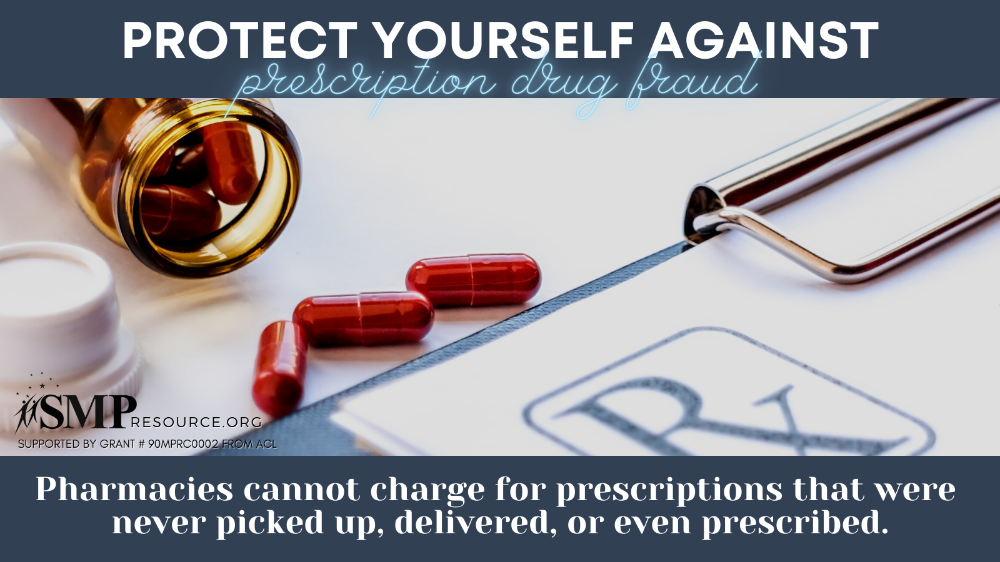 PROTECT YOURSELF AGAINST
prescription drug fraud
Rx
SMP RESOURCE.ORG
SUPPORTED BY GRANT # 90MPRC0002 FROM ACL
Pharmacies cannot charge for prescriptions that were
never picked up, delivered, or even prescribed.